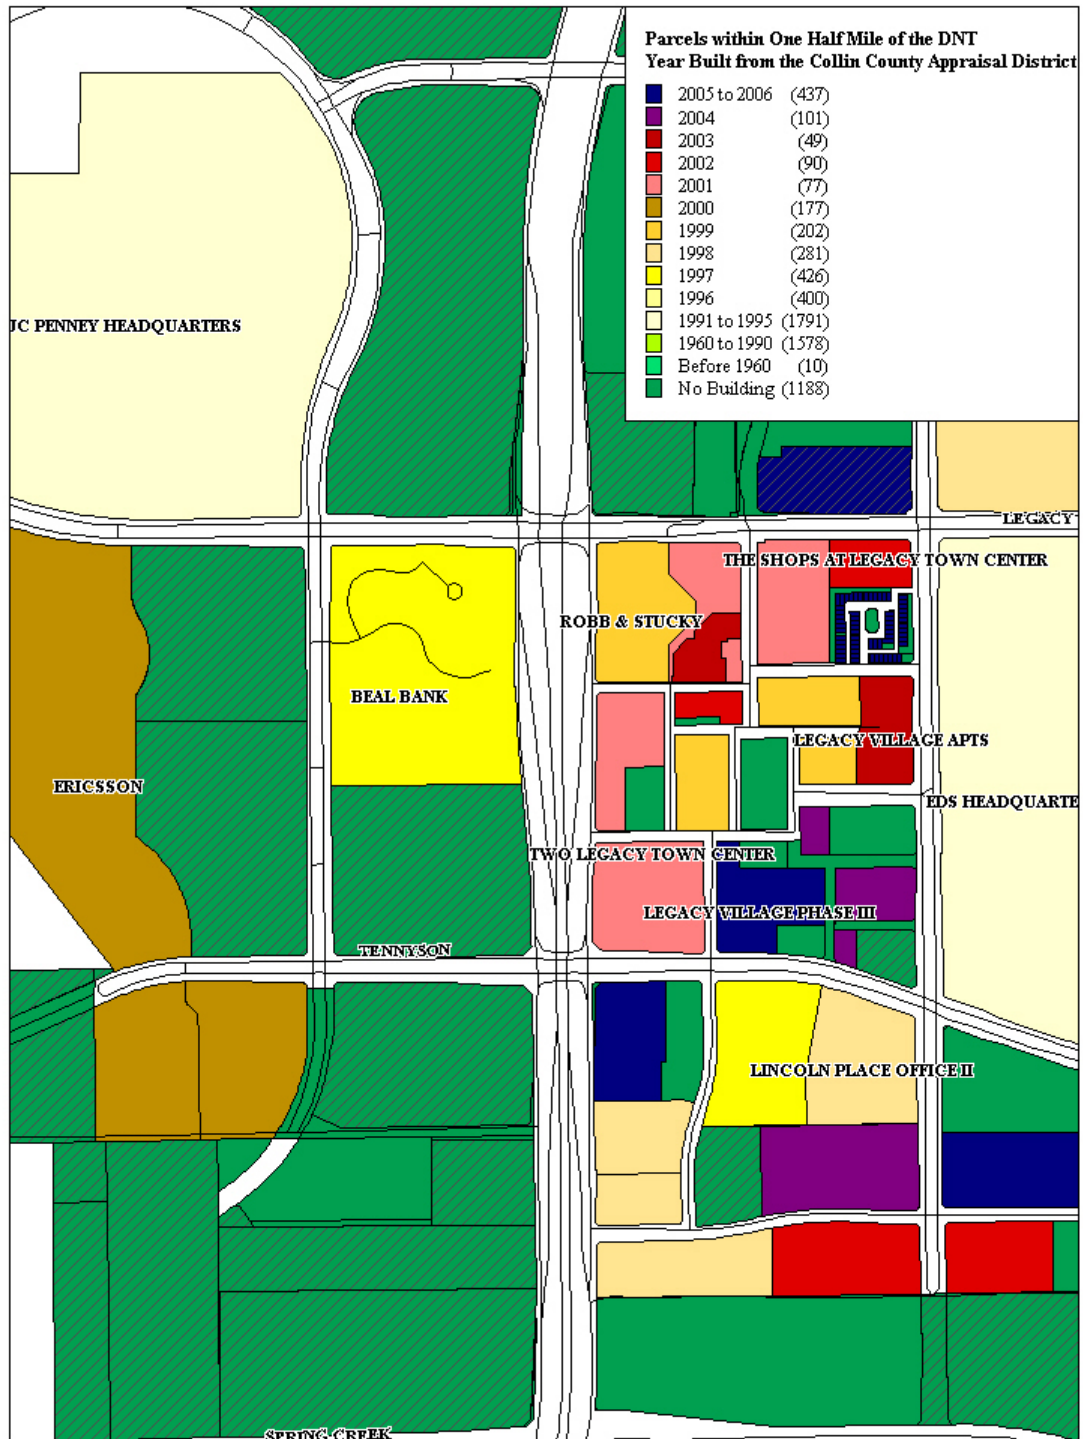 Parcels within One Half Mile of the DNT
Year Built from the Collin County Appraisal District
2005 to 2006 (437)
2004 (101)
2003 (49)
2002 (90)
2001 (77)
2000 (177)
1999 (202)
1998 (281)
1997 (426)
1996 (400)
1991 to 1995 (1791)
1960 to 1990 (1578)
Before 1960 (10)
No Building (1188)
JC PENNEY HEADQUARTERS
LEGACY
THE SHOPS AT LEGACY TOWN CENTER
ROBB & STUCKY
BEAL BANK
LEGACY VILLAGE APTS
ERICSSON
EDS HEADQUARTE
TWO LEGACY TOWN CENTER
LEGACY VILLAGE PHASE III
TENNYSON
LINCOLN PLACE OFFICE II
SPRING CREEK